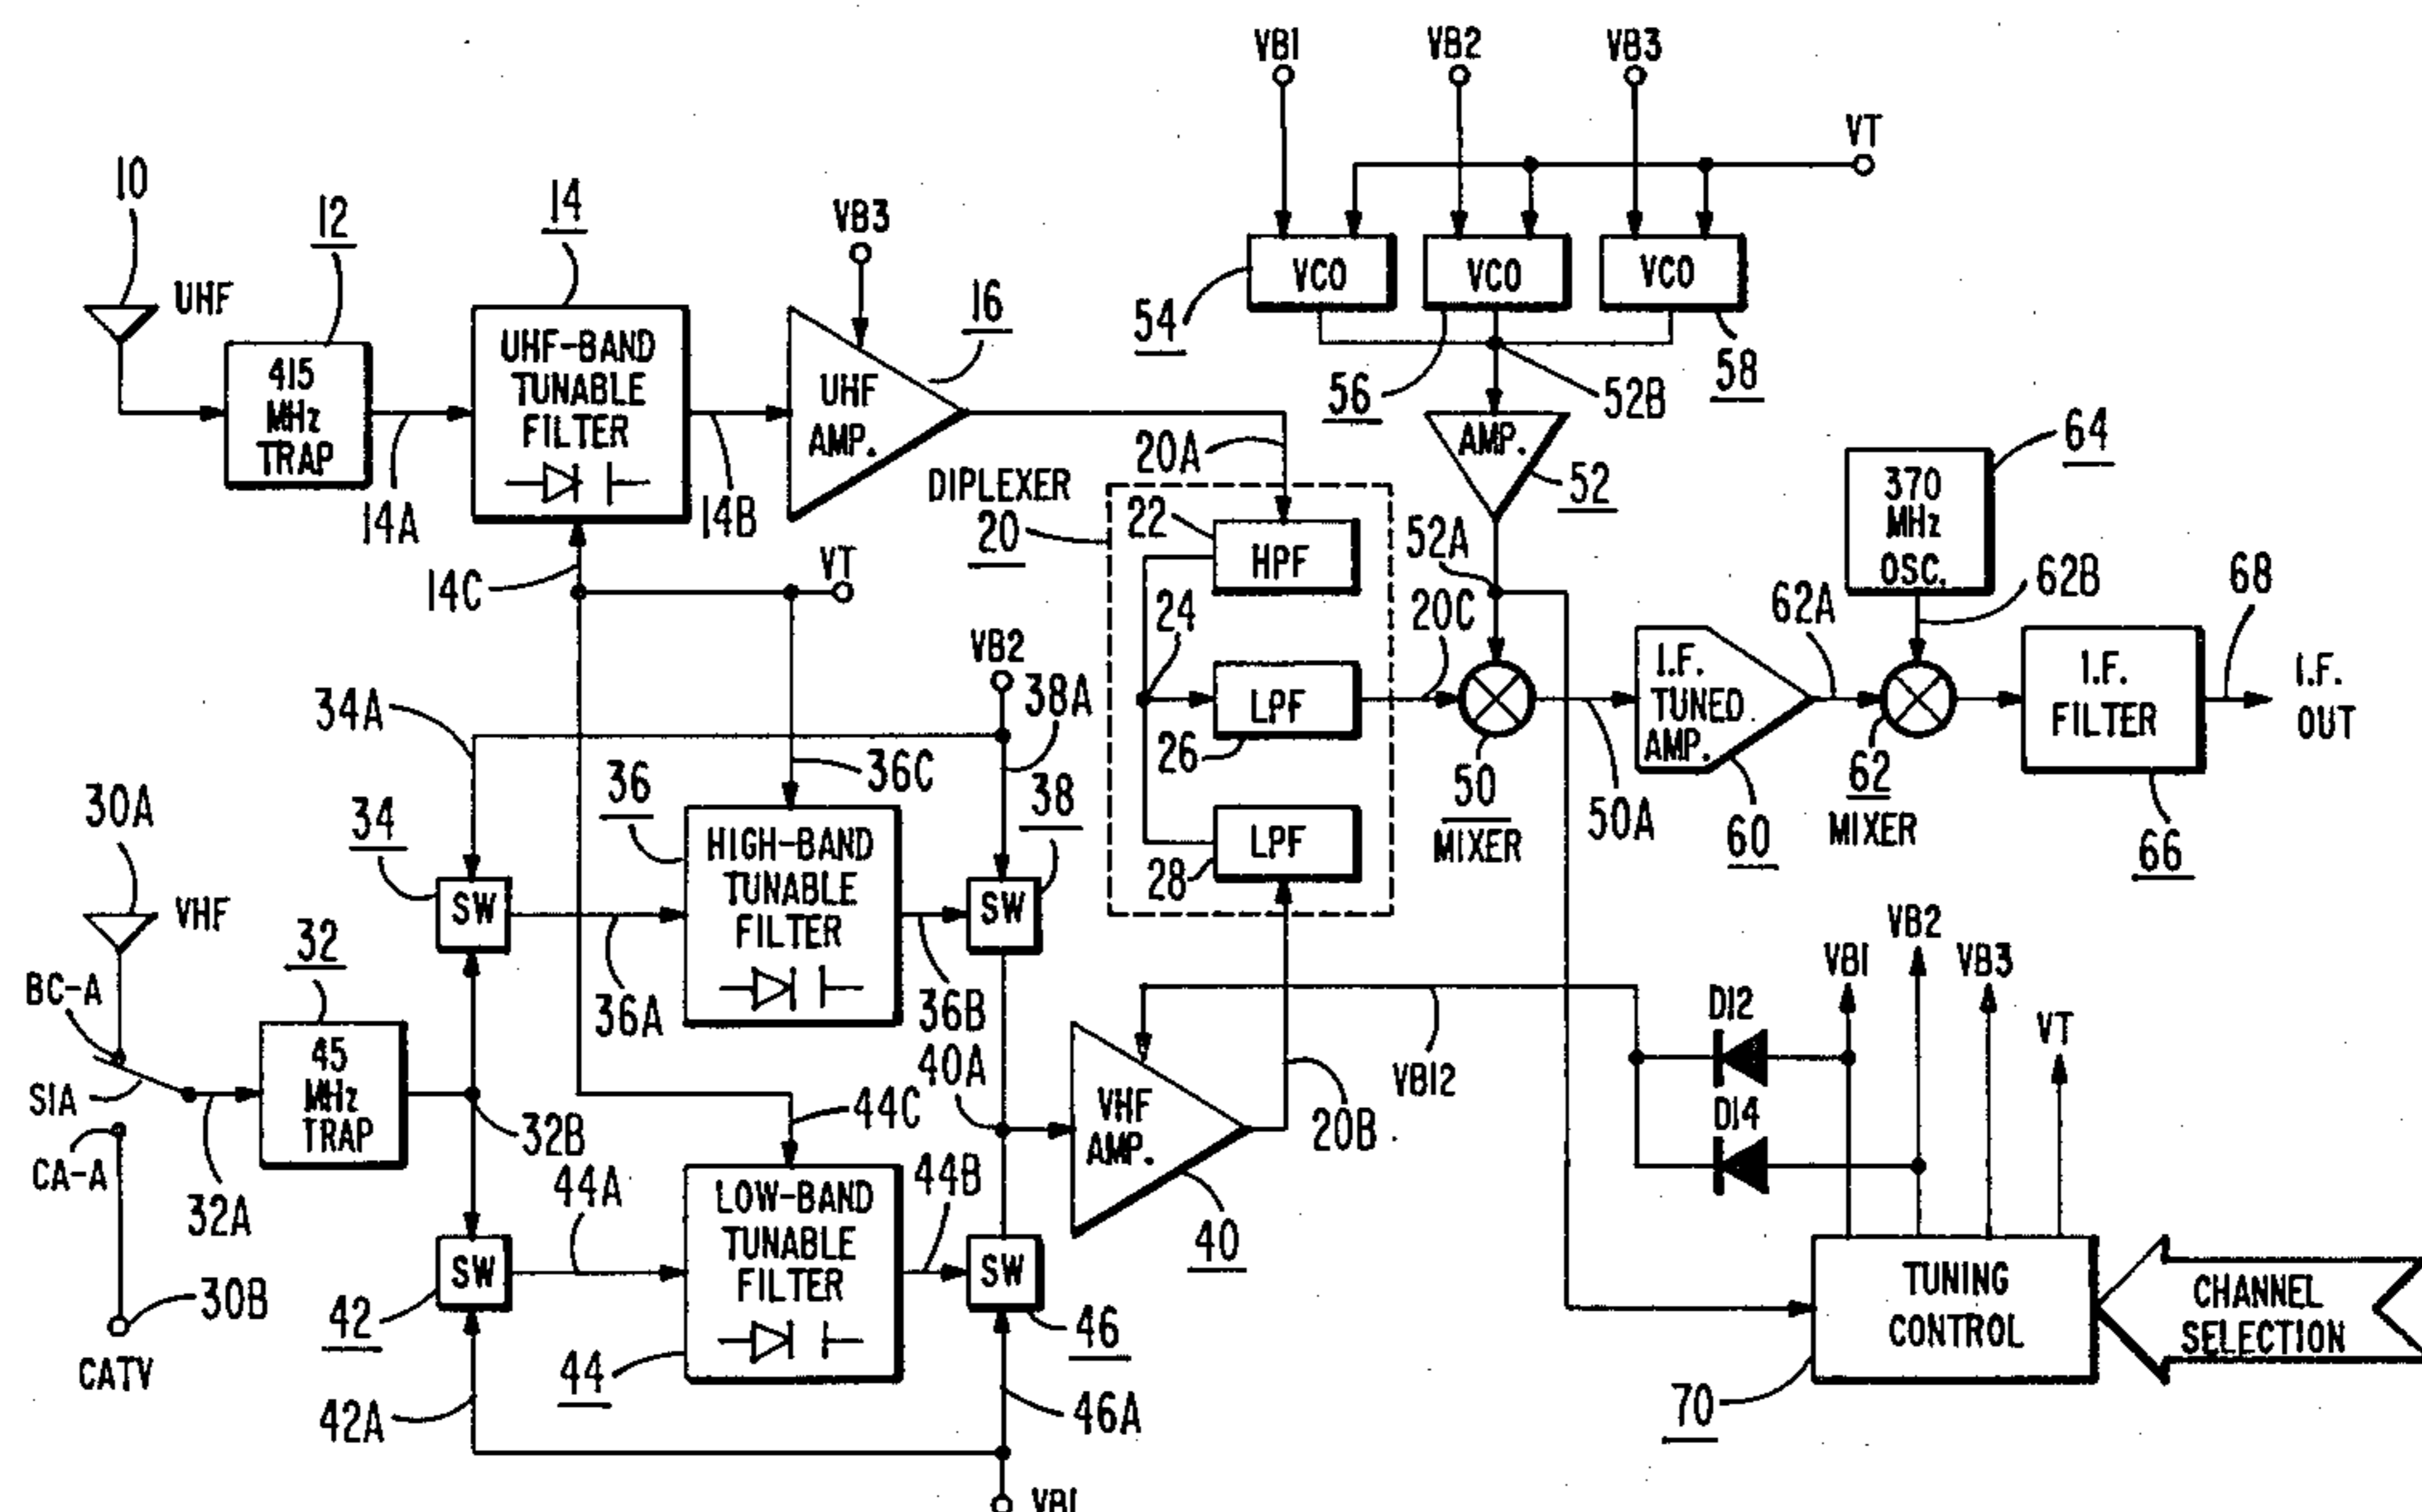 VB1
VB2
VB3
VT
10
UHF
12
415
MHz
TRAP
14A
14
UHF-BAND
TUNABLE
FILTER
14B
14C
VB3
UHF
AMP.
16
VT
VCO
VCO
VCO
54
56
58
52B
AMP.
52
52A
20A
DIPLEXER
20
22
HPF
24
LPF
26
LPF
28
20C
50
MIXER
50A
I.F.
TUNED
AMP.
60
62A
64
370
MHz
OSC.
62B
62
MIXER
I.F.
FILTER
66
68
I.F.
OUT
VB2
38A
34A
34
SW
36C
36
HIGH-BAND
TUNABLE
FILTER
36A
36B
38
SW
30A
VHF
BC-A
S1A
CA-A
32A
30B
CATV
32
45
MHz
TRAP
32B
40A
VHF
AMP.
40
20B
VB12
44C
44A
44B
LOW-BAND
TUNABLE
FILTER
44
SW
42
42A
SW
46
46A
VB1
D12
D14
VB1
VB2
VB3
VT
TUNING
CONTROL
70
CHANNEL
SELECTION